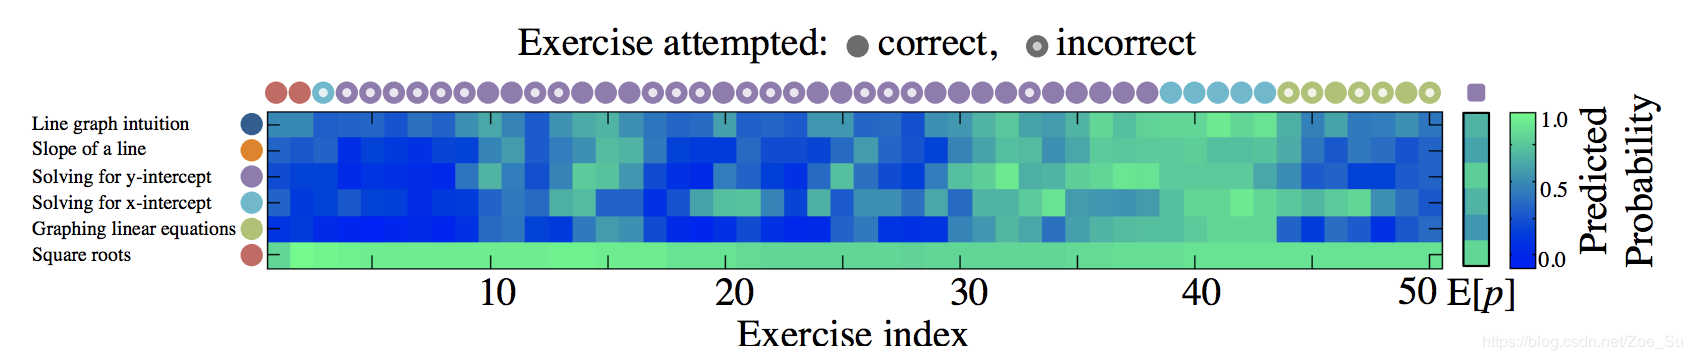 Exercise attempted: correct, incorrect
Line graph intuition
Slope of a line
Solving for y-intercept
Solving for x-intercept
Graphing linear equations
Square roots
10 20 30 40 50 E[p]
Exercise index
1.0
0.5
0.0
Predicted
Probability
https://blog.csdn.net/Zoe_Su